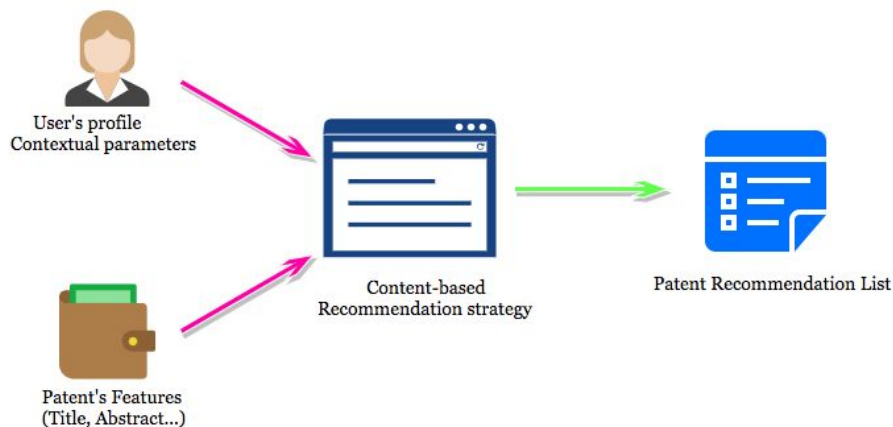 User's profile
Contextual parameters
Content-based
Recommendation strategy
Patent Recommendation List
Patent's Features
(Title, Abstract...)